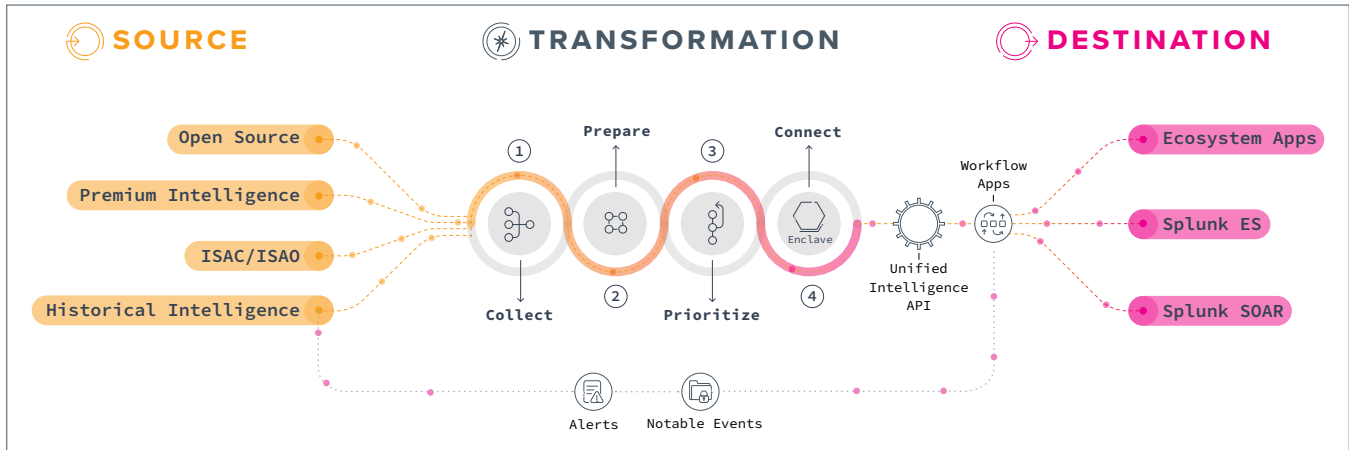 SOURCE
TRANSFORMATION
DESTINATION
Open Source
Premium Intelligence
ISAC/ISAO
Historical Intelligence
1
Collect
Prepare
2
3
Prioritize
Connect
Enclave
4
Unified
Intelligence
API
Workflow
Apps
Ecosystem Apps
Splunk ES
Splunk SOAR
Alerts
Notable Events